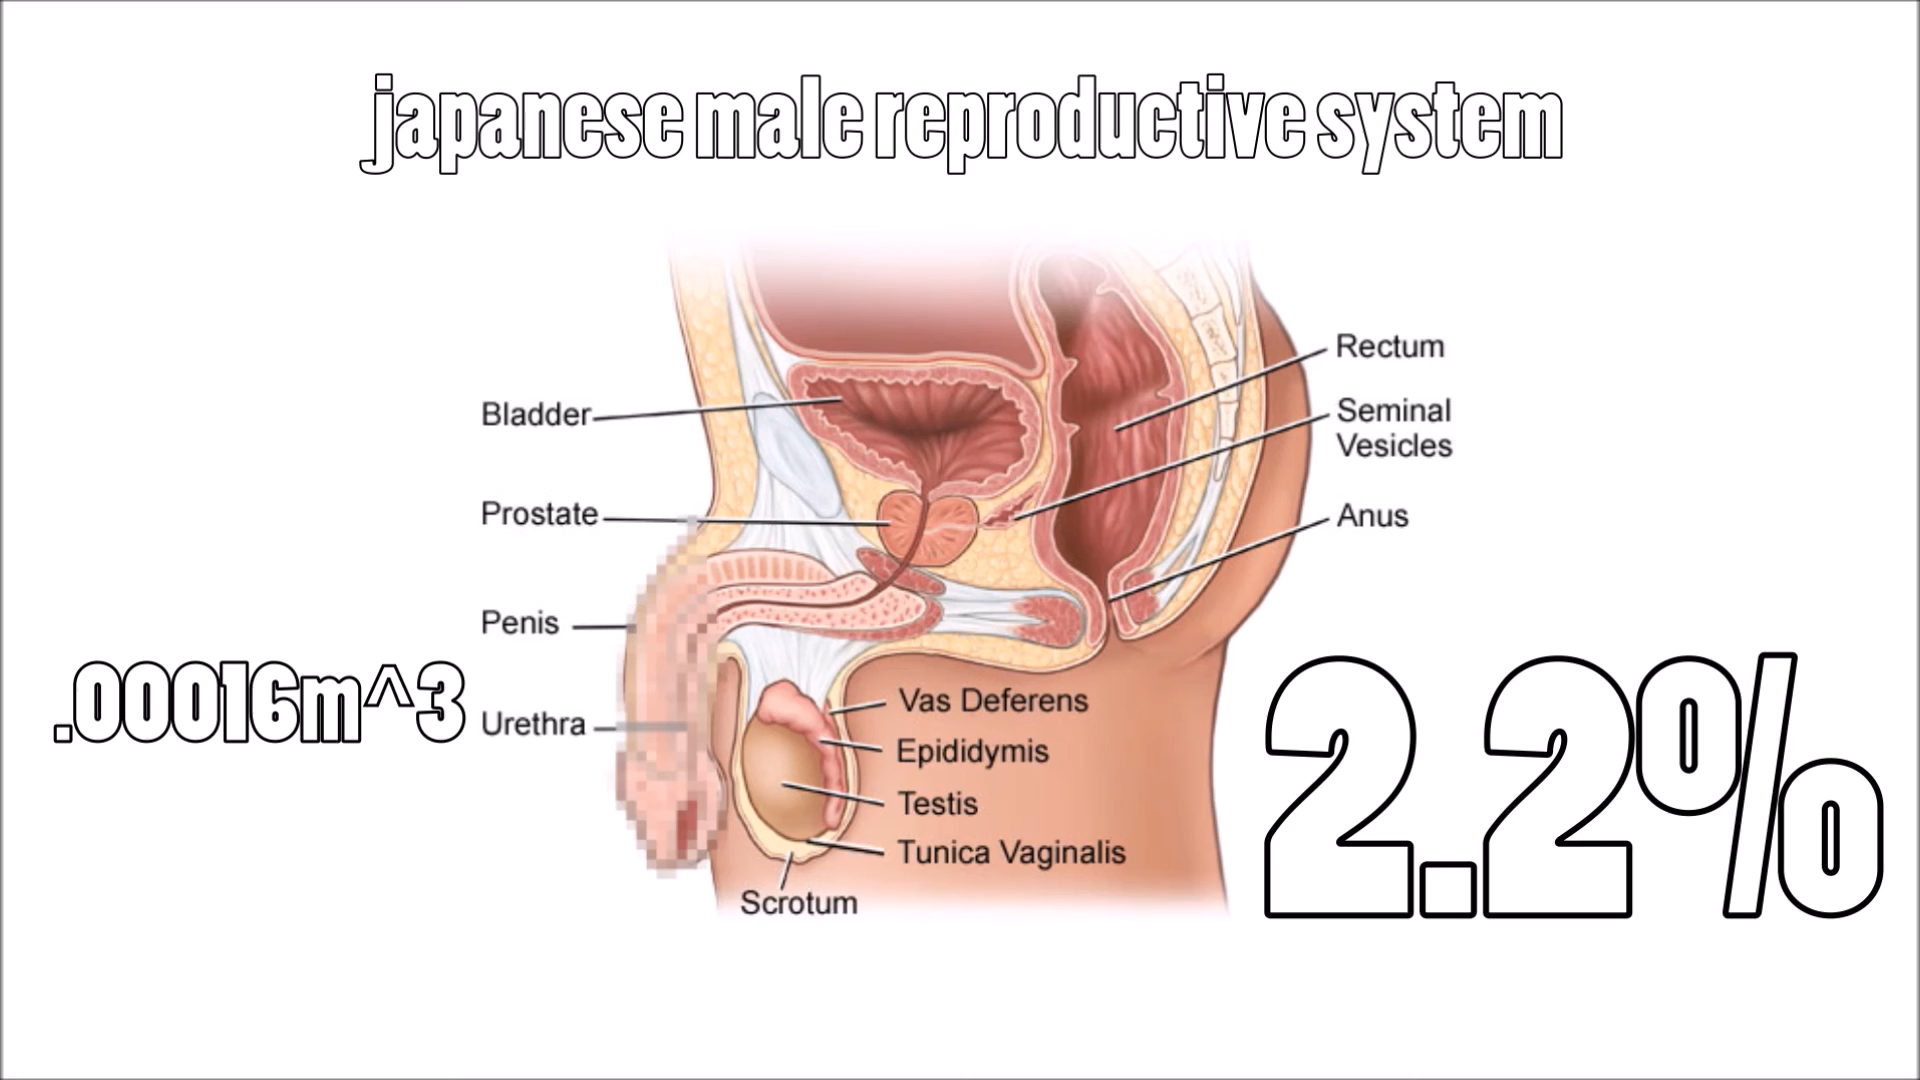 japanese male reproductive system
Rectum
Bladder
Seminal
Vesicles
Prostate
Anus
Penis
.00016m^3
Urethra
Vas Deferens
Epididymis
Testis
Tunica Vaginalis
Scrotum
2.2%